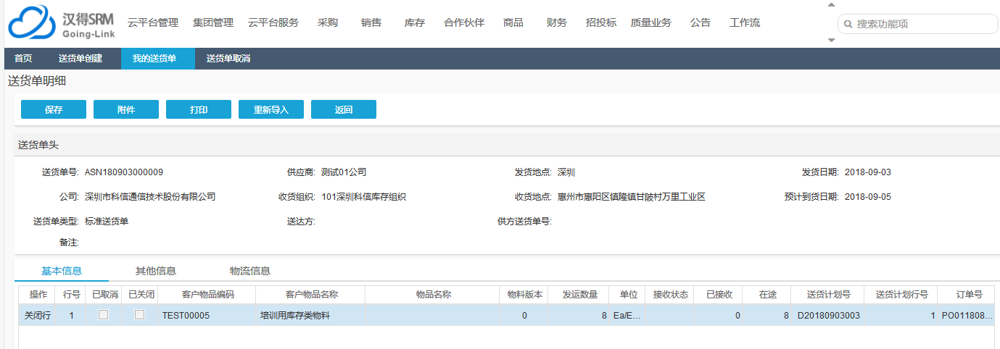 汉得SRM
Going-Link
云平台管理 集团管理 云平台服务 采购 销售 库存 合作伙伴 商品 财务 招投标 质量业务 公告 工作流 搜索功能项
首页 送货单创建 我的送货单 送货单取消
送货单明细
保存 附件 打印 重新导入 返回
送货单头
送货单号: ASN180903000009 供应商: 测试01公司 发货地点: 深圳 发货日期: 2018-09-03
公司: 深圳市科信通信技术股份有限公司 收货组织: 101深圳科信库存组织 收货地点: 惠州市惠阳区镇隆镇甘陂村万里工业区 预计到货日期: 2018-09-05
送货单类型: 标准送货单 送达方: 供方送货单号:
备注:
基本信息 其他信息 物流信息
操作 行号 已取消 已关闭 客户物品编码 客户物品名称 物品名称 物料版本 发运数量 单位 接收状态 已接收 在途 送货计划号 送货计划行号 订单号
关闭行 1 TEST00005 培训用库存类物料 0 8 Ea/E... 0 8 D20180903003 1 PO011808...